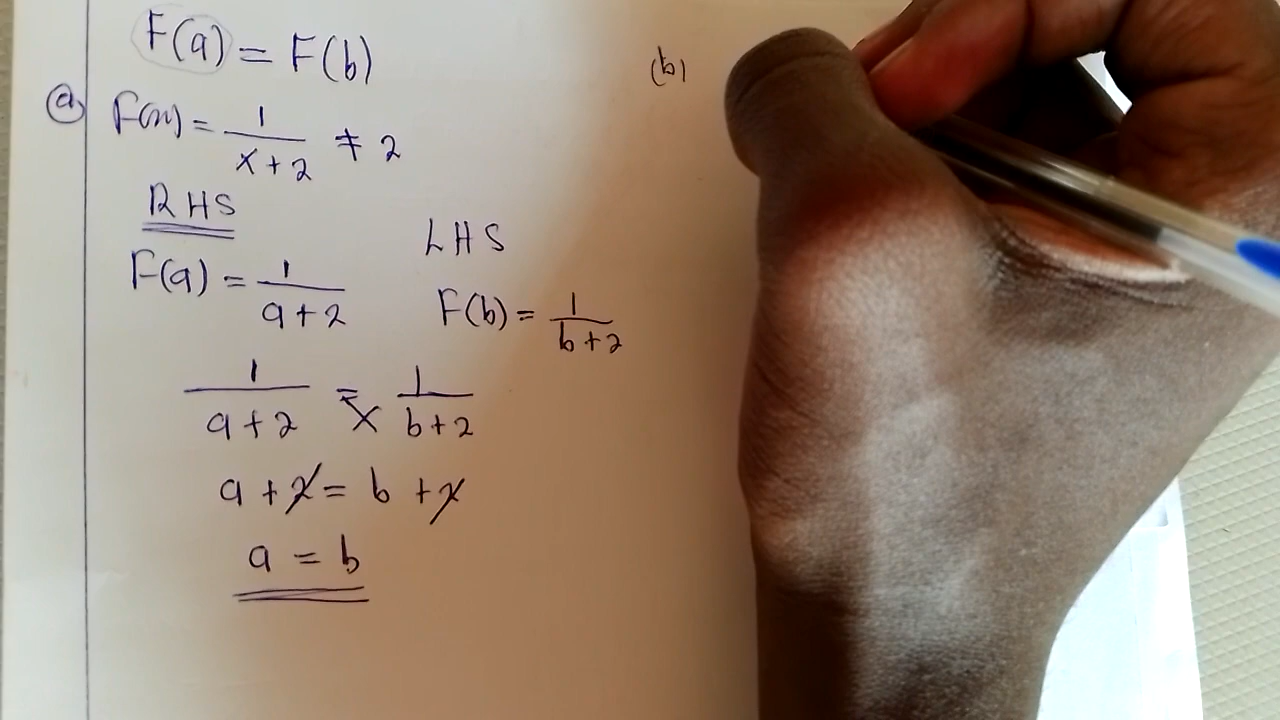 F(a) = F(b)
(a) F(x) = 1/(x+2) ≠ 2
RHS
F(a) = 1/(a+2)
LHS
F(b) = 1/(b+2)
1/(a+2) = 1/(b+2)
a + 2 = b + 2
a = b
(b)